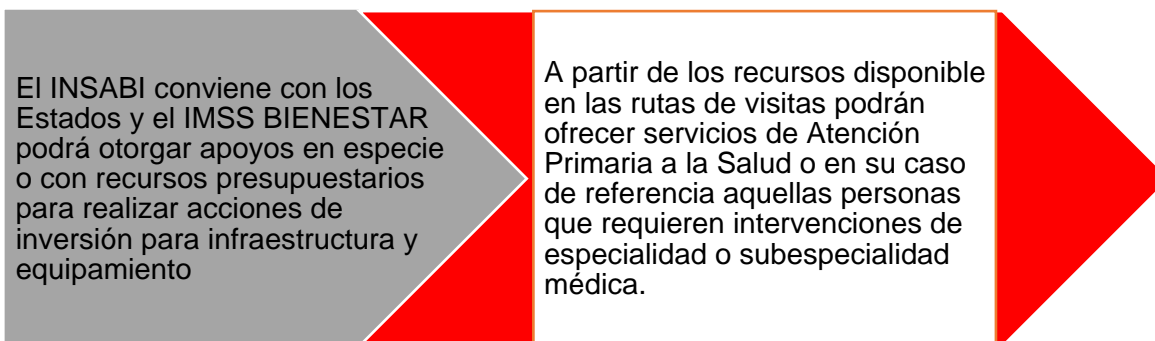 El INSABI conviene con los
Estados y el IMSS BIENESTAR
podrá otorgar apoyos en especie
o con recursos presupuestarios
para realizar acciones de
inversión para infraestructura y
equipamiento
A partir de los recursos disponible
en las rutas de visitas podrán
ofrecer servicios de Atención
Primaria a la Salud o en su caso
de referencia aquellas personas
que requieren intervenciones de
especialidad o subespecialidad
médica.